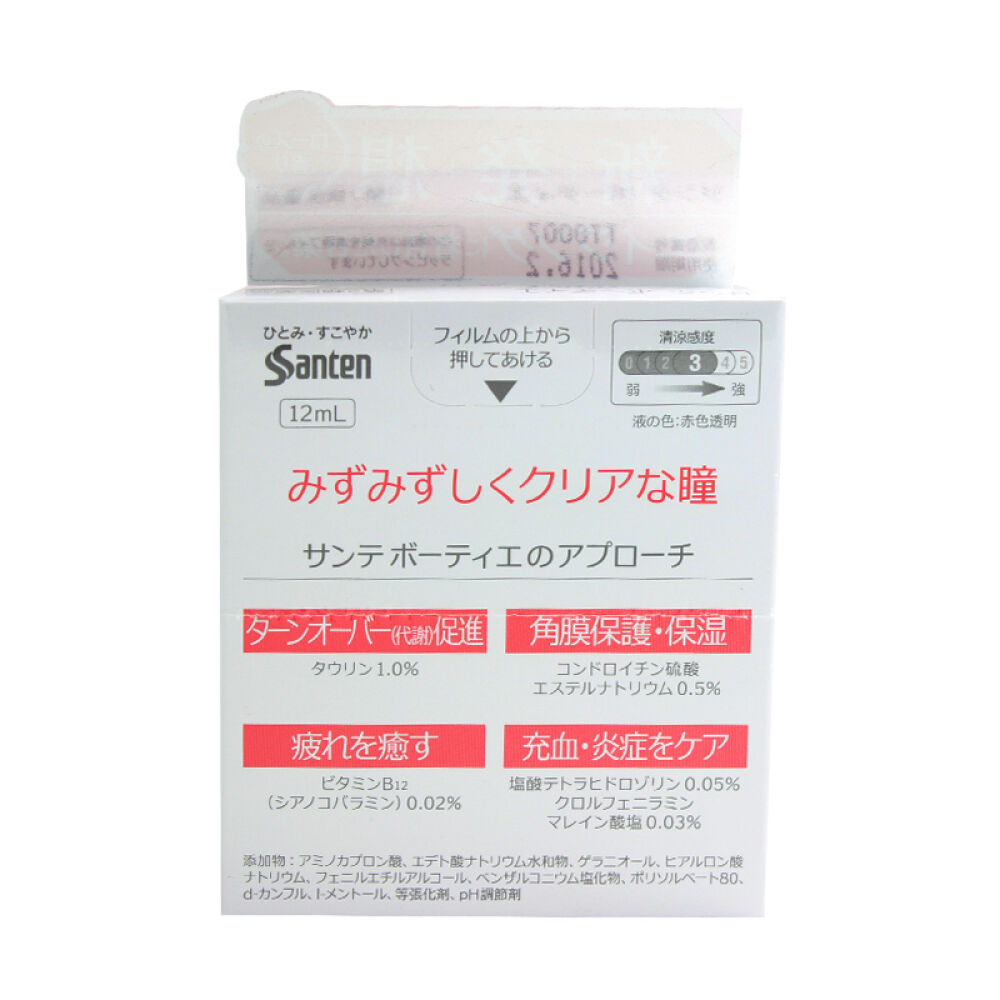 新発想
TT0007
2016.2
使用期限
ひとみ・すこやか
Santen
12mL
フィルムの上から
押してあける
清涼感度
0 1 2 3 4 5
弱 強
液の色:赤色透明
みずみずしくクリアな瞳
サンテ ボーティエのアプローチ
ターンオーバー(代謝)促進
タウリン1.0%
角膜保護・保湿
コンドロイチン硫酸
エステルナトリウム0.5%
疲れを癒す
ビタミンB12
(シアノコバラミン)0.02%
充血・炎症をケア
塩酸テトラヒドロゾリン0.05%
クロルフェニラミン
マレイン酸塩0.03%
添加物:アミノカプロン酸、エデト酸ナトリウム水和物、ゲラニオール、ヒアルロン酸
ナトリウム、フェニルエチルアルコール、ベンザルコニウム塩化物、ポリソルベート80、
d-カンフル、l-メントール、等張化剤、pH調節剤